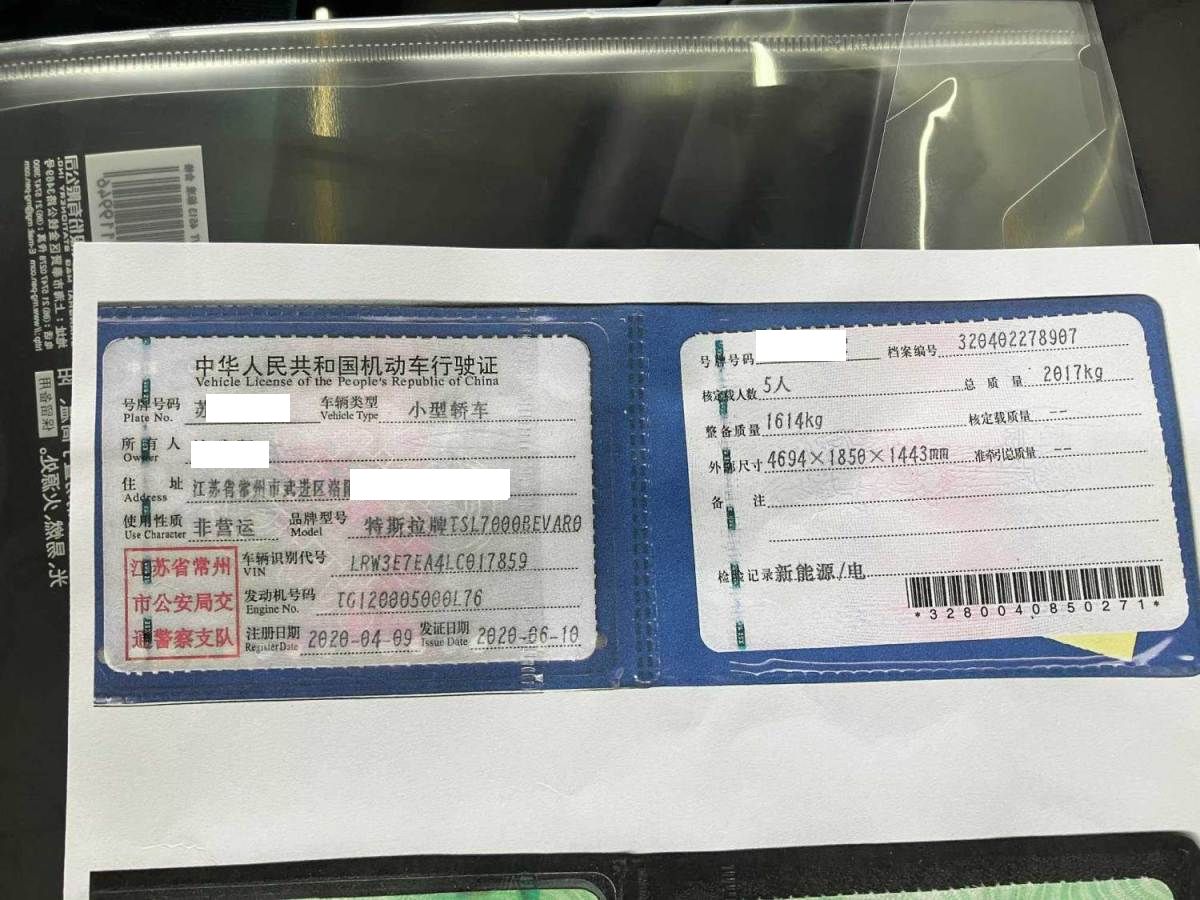 中华人民共和国机动车行驶证
Vehicle License of the People's Republic of China
号牌号码 苏 车辆类型 小型轿车
Plate No. Vehicle Type
所有人
Owner
住址 江苏省常州市武进区洛阳
Address
使用性质 非营运 品牌型号 特斯拉牌TSL7000BEVAR0
Use Character Model
江苏省常州
市公安局交
通警察支队
车辆识别代号 LRW3E7EA4LC017859
VIN
发动机号码 TG120005000L76
Engine No.
注册日期 2020-04-09 发证日期 2020-06-10
Register Date Issue Date
号牌号码 档案编号 320402278907
核定载人数 5人 总质量 2017kg
整备质量 1614kg 核定载质量 --
外廓尺寸 4694×1850×1443mm 准牵引总质量 --
备注
检验记录 新能源/电
*3280040850271*